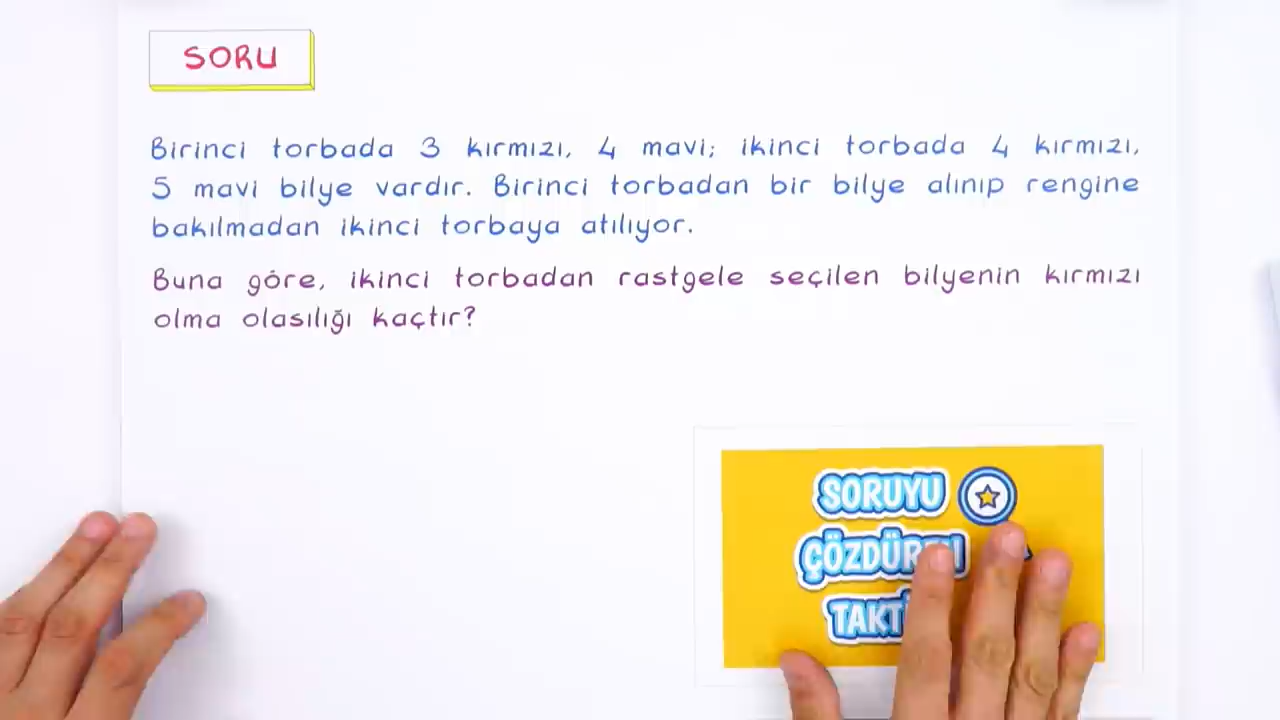 SORU
Birinci torbada 3 kırmızı, 4 mavi; ikinci torbada 4 kırmızı,
5 mavi bilye vardır. Birinci torbadan bir bilye alınıp rengine
bakılmadan ikinci torbaya atılıyor.
Buna göre, ikinci torbadan rastgele seçilen bilyenin kırmızı
olma olasılığı kaçtır?
SORUYU